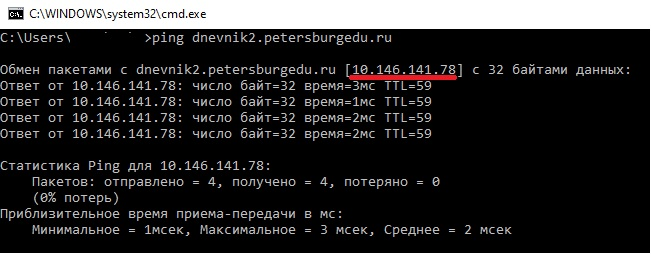 C:\WINDOWS\system32\cmd.exe
C:\Users\ >ping dnevnik2.petersburgedu.ru
Обмен пакетами с dnevnik2.petersburgedu.ru [10.146.141.78] с 32 байтами данных:
Ответ от 10.146.141.78: число байт=32 время=3мс TTL=59
Ответ от 10.146.141.78: число байт=32 время=1мс TTL=59
Ответ от 10.146.141.78: число байт=32 время=2мс TTL=59
Ответ от 10.146.141.78: число байт=32 время=2мс TTL=59
Статистика Ping для 10.146.141.78:
Пакетов: отправлено = 4, получено = 4, потеряно = 0
(0% потерь)
Приблизительное время приема-передачи в мс:
Минимальное = 1мсек, Максимальное = 3 мсек, Среднее = 2 мсек